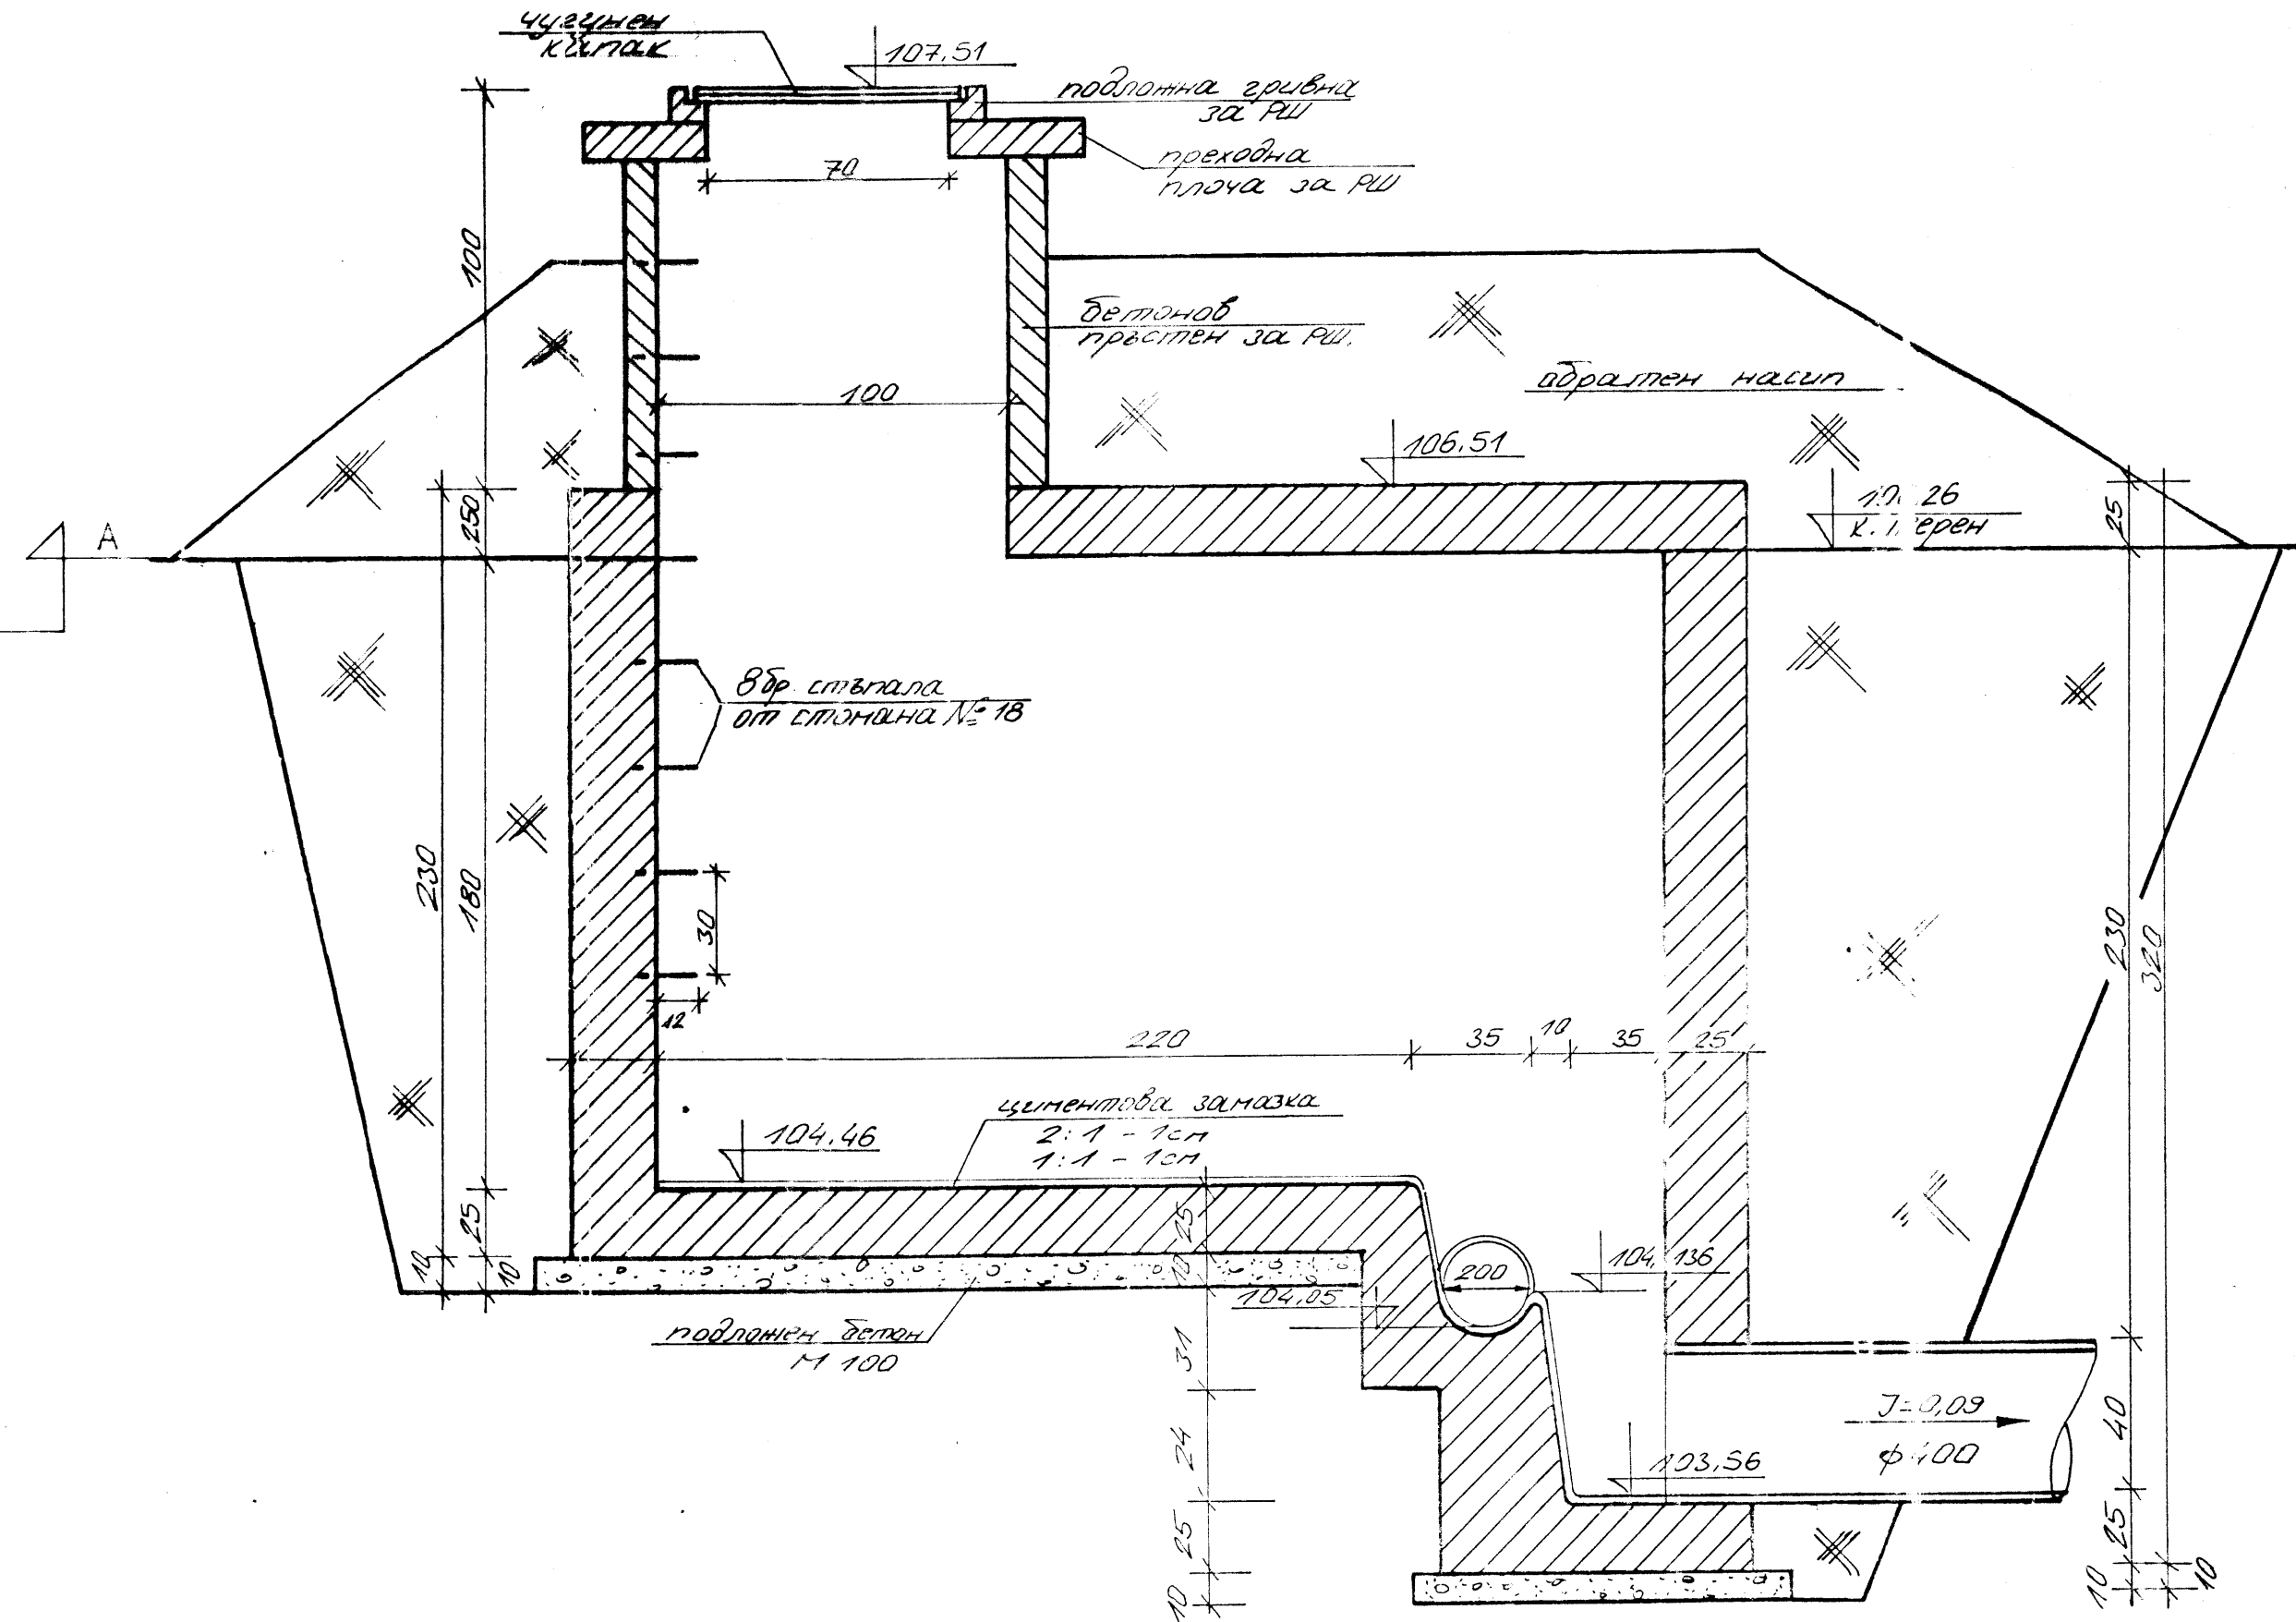 чугунен
капак
107.51
подложна гривна
за РШ
преходна
плоча за РШ
70
100
бетонов
пръстен за РШ.
обратен насип
100
106.51
26
к. терен
25
A
250
8бр. стъпала
от стомана № 18
230
180
30
12
230
320
220
35
10
35
25
циментова замазка
2:1 - 1см
1:1 - 1см
104.46
25
10
10
25
10
200
104,136
104.05
подложен бетон
М 100
31
24
25
10
J=0,09
ϕ 400
103.56
40
25
10
10